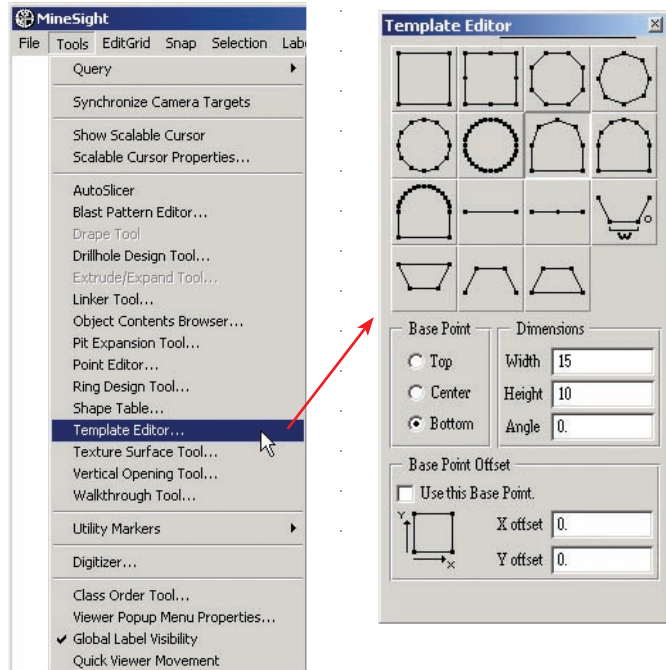 MineSight
File Tools EditGrid Snap Selection Labe
Query
Synchronize Camera Targets
Show Scalable Cursor
Scalable Cursor Properties...
AutoSlicer
Blast Pattern Editor...
Drape Tool
Drillhole Design Tool...
Extrude/Expand Tool...
Linker Tool...
Object Contents Browser...
Pit Expansion Tool...
Point Editor...
Ring Design Tool...
Shape Table...
Template Editor...
Texture Surface Tool...
Vertical Opening Tool...
Walkthrough Tool...
Utility Markers
Digitizer...
Class Order Tool...
Viewer Popup Menu Properties...
Global Label Visibility
Quick Viewer Movement
Template Editor
W
O
Base Point
Top
Center
Bottom
Dimensions
Width 15
Height 10
Angle 0.
Base Point Offset
Use this Base Point.
Y
X
X offset 0.
Y offset 0.